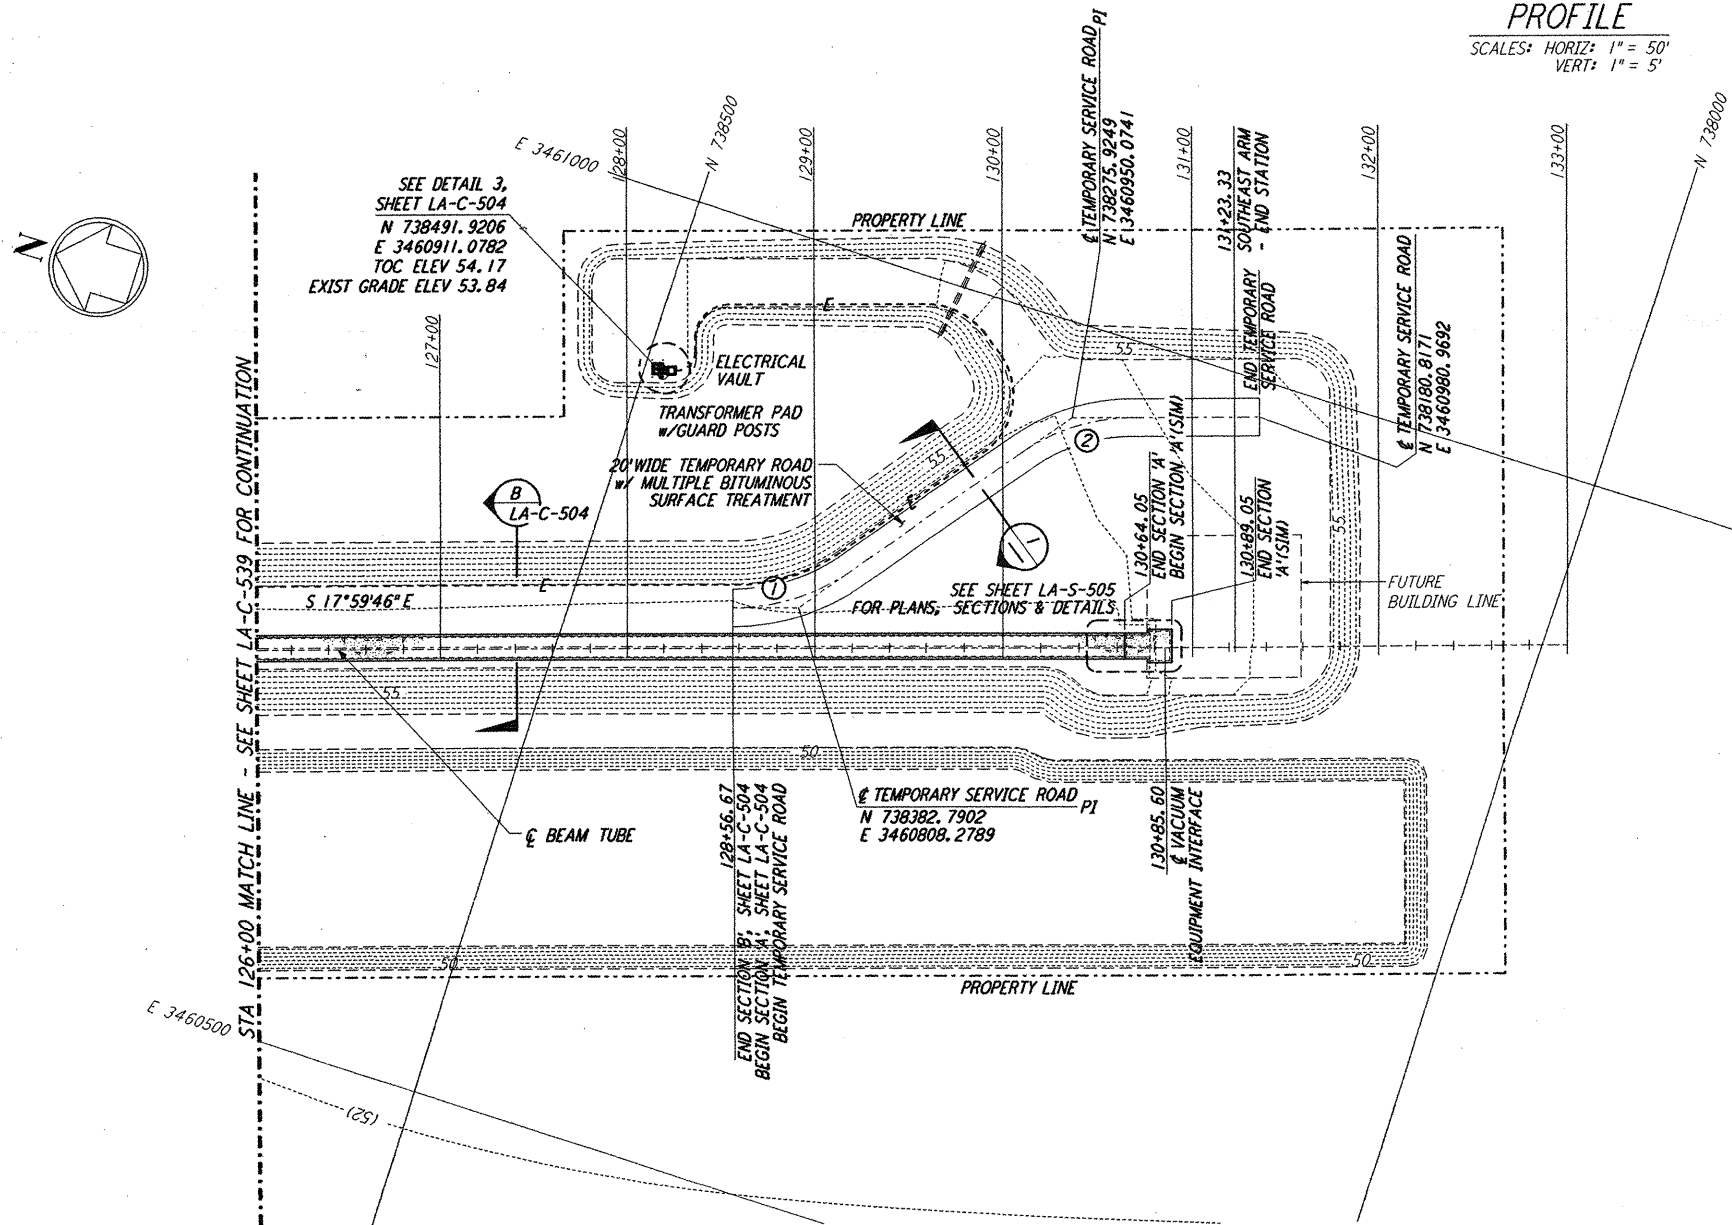 PROFILE
SCALES: HORIZ: 1" = 50'
VERT: 1" = 5'
N
SEE DETAIL 3,
SHEET LA-C-504
N 738491.9206
E 3460911.0782
TOC ELEV 54.17
EXIST GRADE ELEV 53.84
E 3461000
N 738500
N 738000
127+00
128+00
129+00
130+00
131+00
132+00
133+00
℄ TEMPORARY SERVICE ROAD PI
N 738275.9249
E 3460950.0741
131+23.33
SOUTHEAST ARM
- END STATION
END TEMPORARY
SERVICE ROAD
℄ TEMPORARY SERVICE ROAD
N 738180.8171
E 3460980.9692
PROPERTY LINE
E
55
ELECTRICAL
VAULT
TRANSFORMER PAD
w/GUARD POSTS
20' WIDE TEMPORARY ROAD
w/ MULTIPLE BITUMINOUS
SURFACE TREATMENT
55
E
2
1
B
LA-C-504
1
E
S 17°59'46" E
SEE SHEET LA-S-505
FOR PLANS, SECTIONS & DETAILS
130+64.05
END SECTION 'A'
BEGIN SECTION 'A'(SIM)
130+89.05
END SECTION
'A'(SIM)
55
FUTURE
BUILDING LINE
55
50
STA 126+00 MATCH LINE - SEE SHEET LA-C-539 FOR CONTINUATION
℄ BEAM TUBE
128+56.67
END SECTION 'B', SHEET LA-C-504
BEGIN SECTION 'A', SHEET LA-C-504
BEGIN TEMPORARY SERVICE ROAD
℄ TEMPORARY SERVICE ROAD PI
N 738382.7902
E 3460808.2789
130+85.60
℄ VACUUM
EQUIPMENT INTERFACE
50
50
PROPERTY LINE
E 3460500
(52)